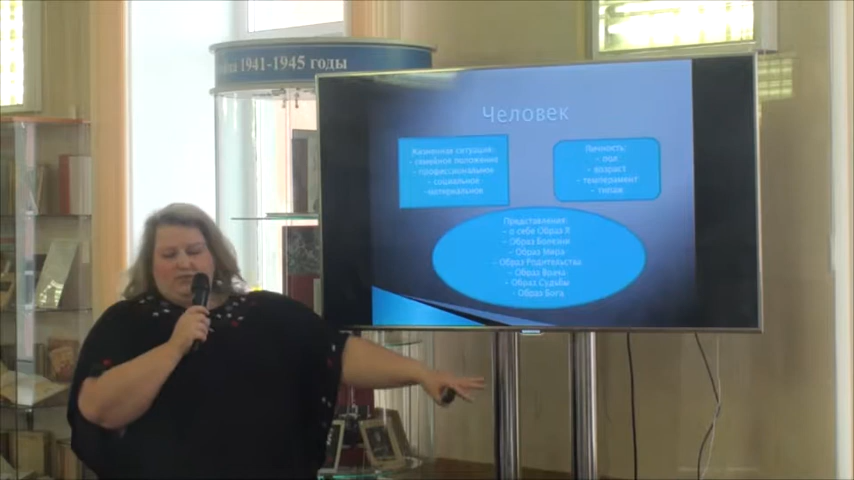 1941-1945 годы
Человек
Жизненная ситуация:
- семейное положение
- профессиональное
- социальное
-материальное
Личность:
- пол
- возраст
- темперамент
- типаж
Представления:
- о себе Образ Я
- Образ Болезни
- Образ Мира
- Образ Родительства
- Образ Врача
- Образ Судьбы
- Образ Бога